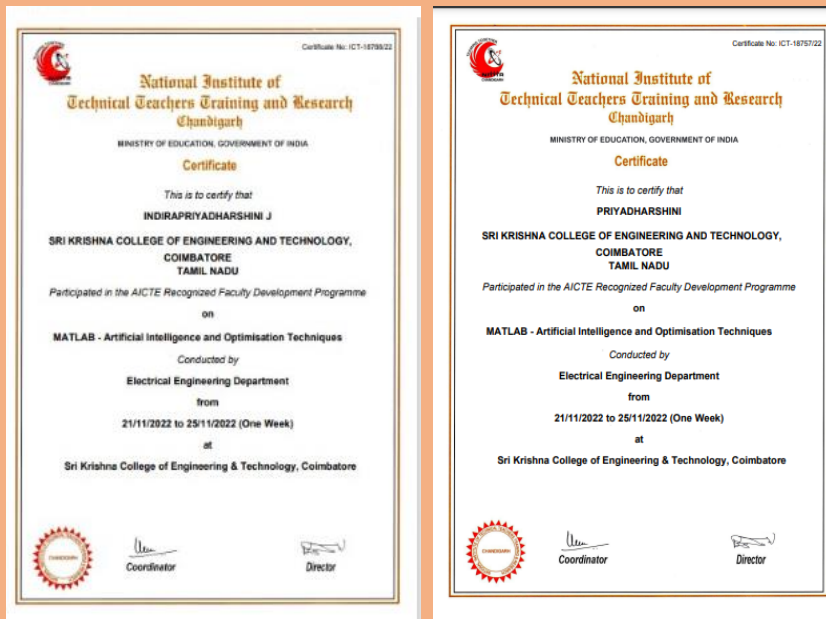 Certificate No: ICT-18798/22
National Institute of
Technical Teachers Training and Research
Chandigarh
MINISTRY OF EDUCATION, GOVERNMENT OF INDIA
Certificate
This is to certify that
INDIRAPRIYADHARSHINI J
SRI KRISHNA COLLEGE OF ENGINEERING AND TECHNOLOGY,
COIMBATORE
TAMIL NADU
Participated in the AICTE Recognized Faculty Development Programme
on
MATLAB - Artificial Intelligence and Optimisation Techniques
Conducted by
Electrical Engineering Department
from
21/11/2022 to 25/11/2022 (One Week)
at
Sri Krishna College of Engineering & Technology, Coimbatore
CHANDIGARH
Coordinator
Director
Certificate No: ICT-18757/22
National Institute of
Technical Teachers Training and Research
Chandigarh
MINISTRY OF EDUCATION, GOVERNMENT OF INDIA
Certificate
This is to certify that
PRIYADHARSHINI
SRI KRISHNA COLLEGE OF ENGINEERING AND TECHNOLOGY,
COIMBATORE
TAMIL NADU
Participated in the AICTE Recognized Faculty Development Programme
on
MATLAB - Artificial Intelligence and Optimisation Techniques
Conducted by
Electrical Engineering Department
from
21/11/2022 to 25/11/2022 (One Week)
at
Sri Krishna College of Engineering & Technology, Coimbatore
CHANDIGARH
Coordinator
Director